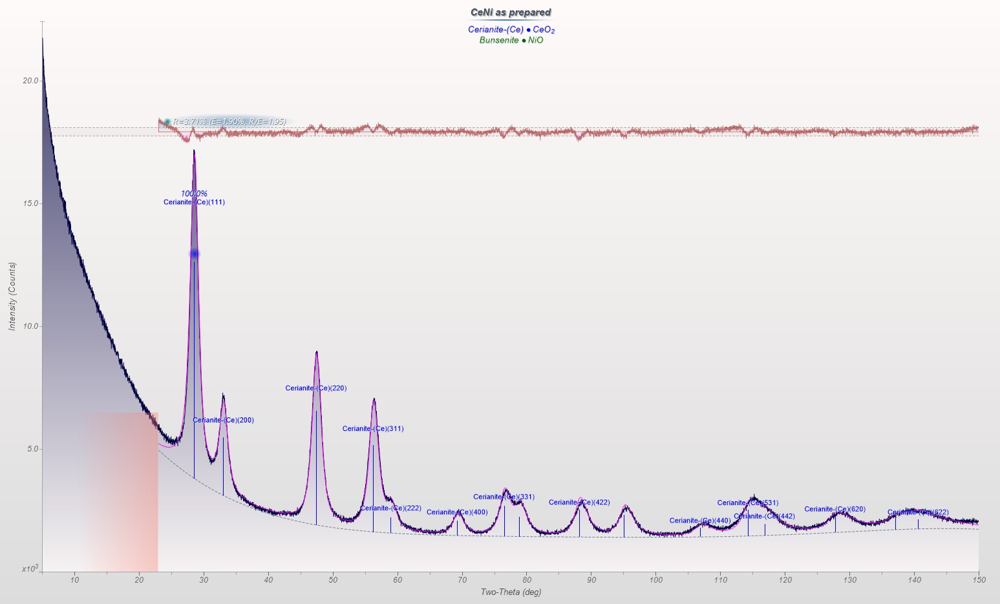 CeNi as prepared
Cerianite-(Ce) ● CeO₂
Bunsenite ● NiO
20.0
R=3.71% (E=1.90%, R/E=1.95)
100.0%
Cerianite-(Ce)(111)
15.0
Intensity (Counts)
10.0
Cerianite-(Ce)(220)
Cerianite-(Ce)(200)
Cerianite-(Ce)(311)
5.0
Cerianite-(Ce)(331)
Cerianite-(Ce)(422)
Cerianite-(Ce)(531)
Cerianite-(Ce)(222)
Cerianite-(Ce)(400)
Cerianite-(Ce)(620)
Cerianite-(Ce)(622)
Cerianite-(Ce)(442)
Cerianite-(Ce)(440)
x10³
10 20 30 40 50 60 70 80 90 100 110 120 130 140 150
Two-Theta (deg)